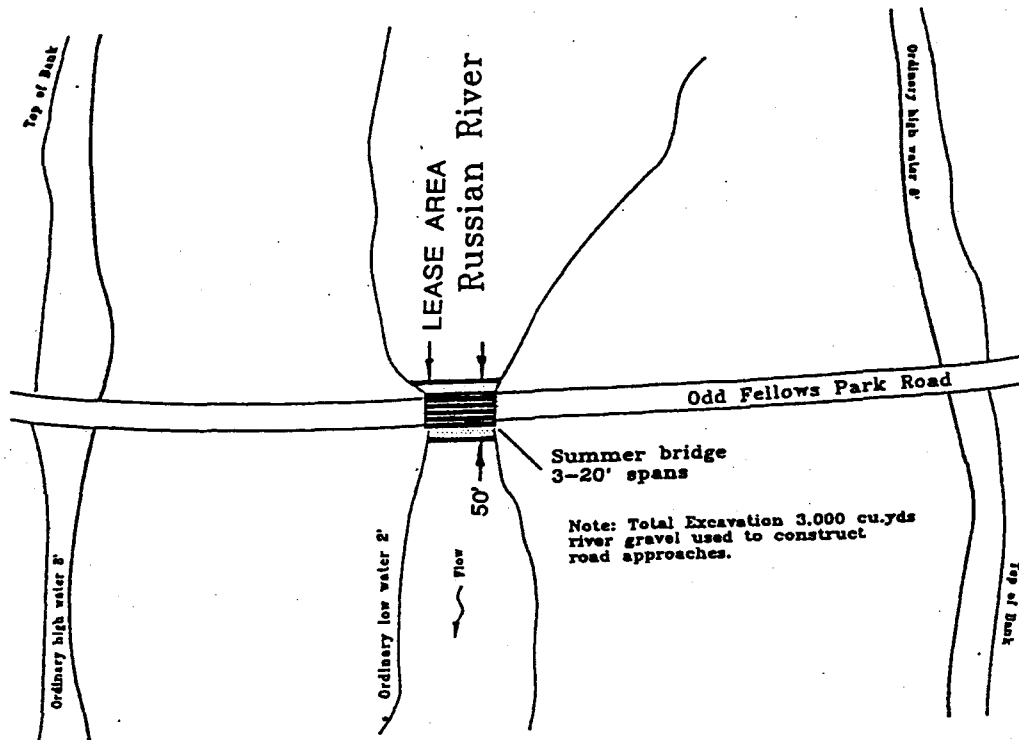 Top of Bank
LEASE AREA
Russian River
Ordinary high water 8'
Odd Fellows Park Road
Summer bridge
3-20' spans
50'
Note: Total Excavation 3.000 cu.yds
river gravel used to construct
road approaches.
Ordinary high water 8'
Ordinary low water 2'
Flow
Top of Bank